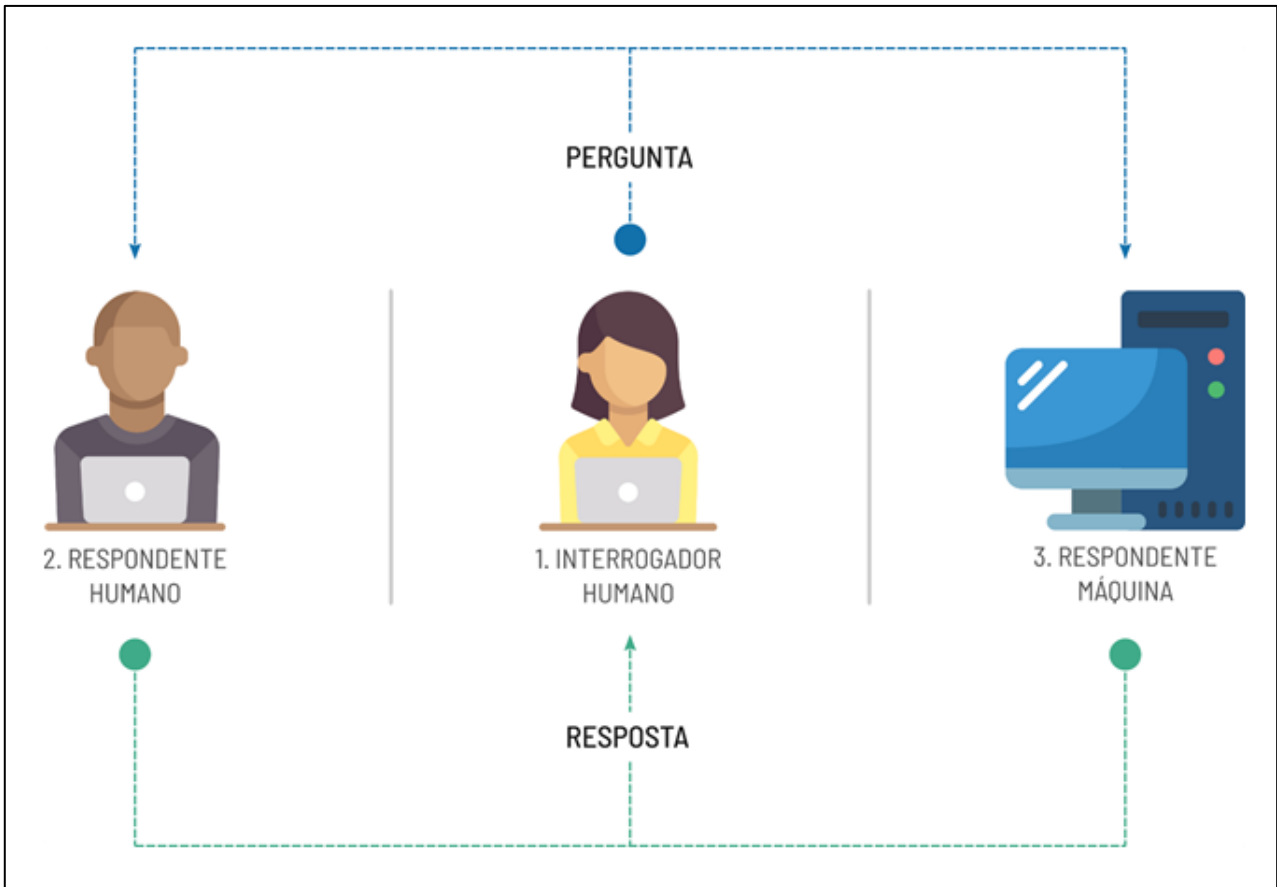 PERGUNTA
2. RESPONDENTE
HUMANO
1. INTERROGADOR
HUMANO
3. RESPONDENTE
MÁQUINA
RESPOSTA